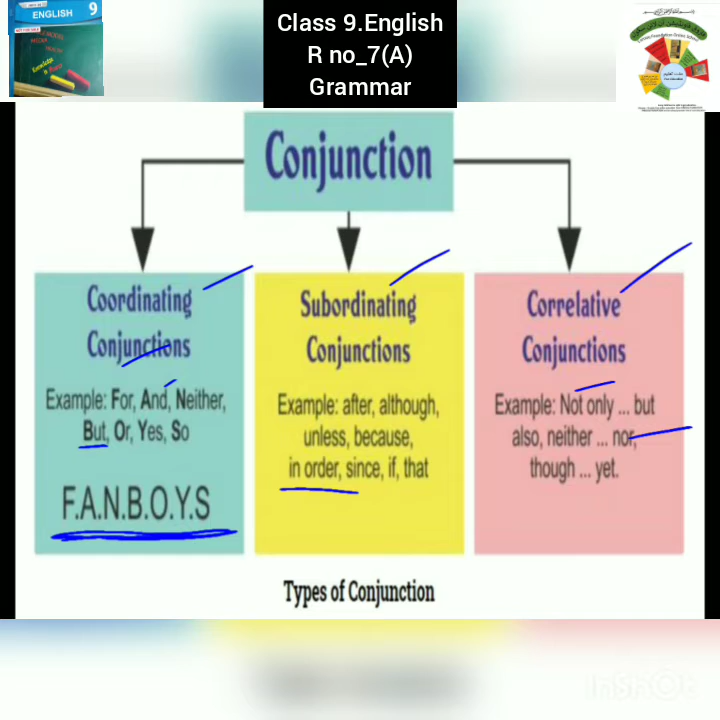 ENGLISH 9
Class 9.English
R no_7(A)
Grammar
Conjunction
Coordinating
Conjunctions
Example: For, And, Neither,
But, Or, Yes, So
F.A.N.B.O.Y.S
Subordinating
Conjunctions
Example: after, although,
unless, because,
in order, since, if, that
Correlative
Conjunctions
Example: Not only ... but
also, neither ... nor,
though ... yet.
Types of Conjunction
InShOt